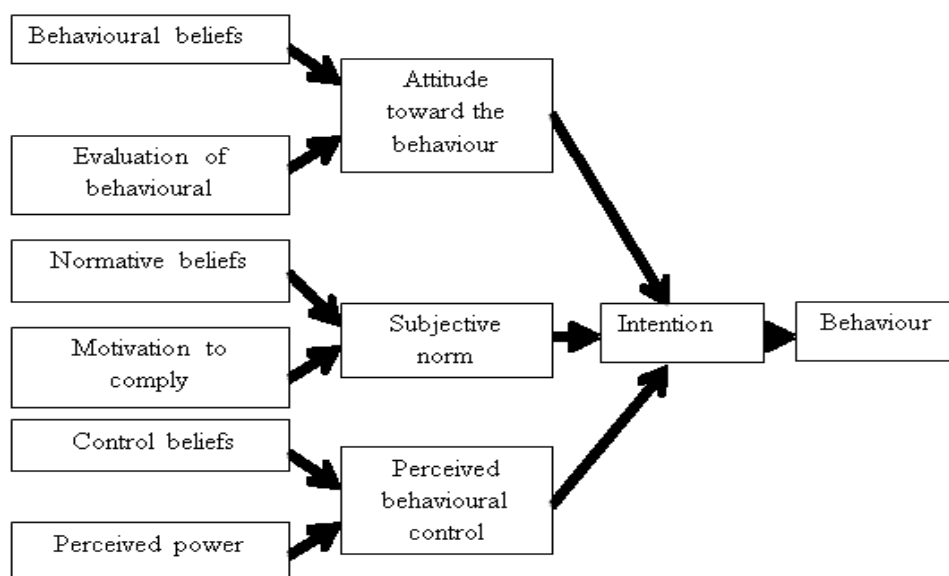 Behavioural beliefs
Evaluation of
behavioural
Normative beliefs
Motivation to
comply
Control beliefs
Perceived power
Attitude
toward the
behaviour
Subjective
norm
Perceived
behavioural
control
Intention
Behaviour